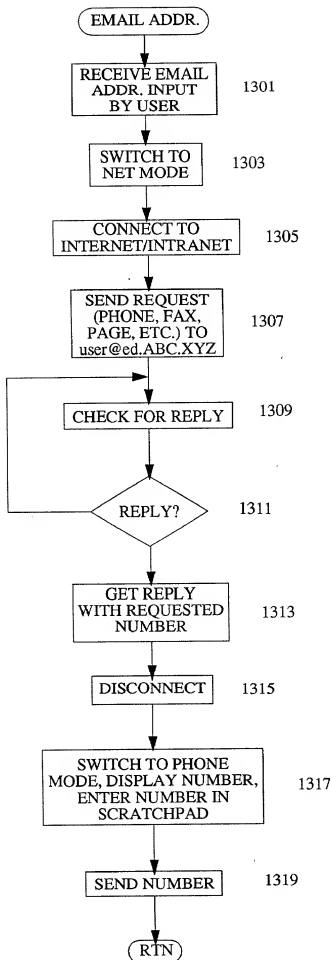 EMAIL ADDR.
RECEIVE EMAIL
ADDR. INPUT
BY USER
1301
SWITCH TO
NET MODE
1303
CONNECT TO
INTERNET/INTRANET
1305
SEND REQUEST
(PHONE, FAX,
PAGE, ETC.) TO
user@ed.ABC.XYZ
1307
CHECK FOR REPLY
1309
REPLY?
1311
GET REPLY
WITH REQUESTED
NUMBER
1313
DISCONNECT
1315
SWITCH TO PHONE
MODE, DISPLAY NUMBER,
ENTER NUMBER IN
SCRATCHPAD
1317
SEND NUMBER
1319
RTN